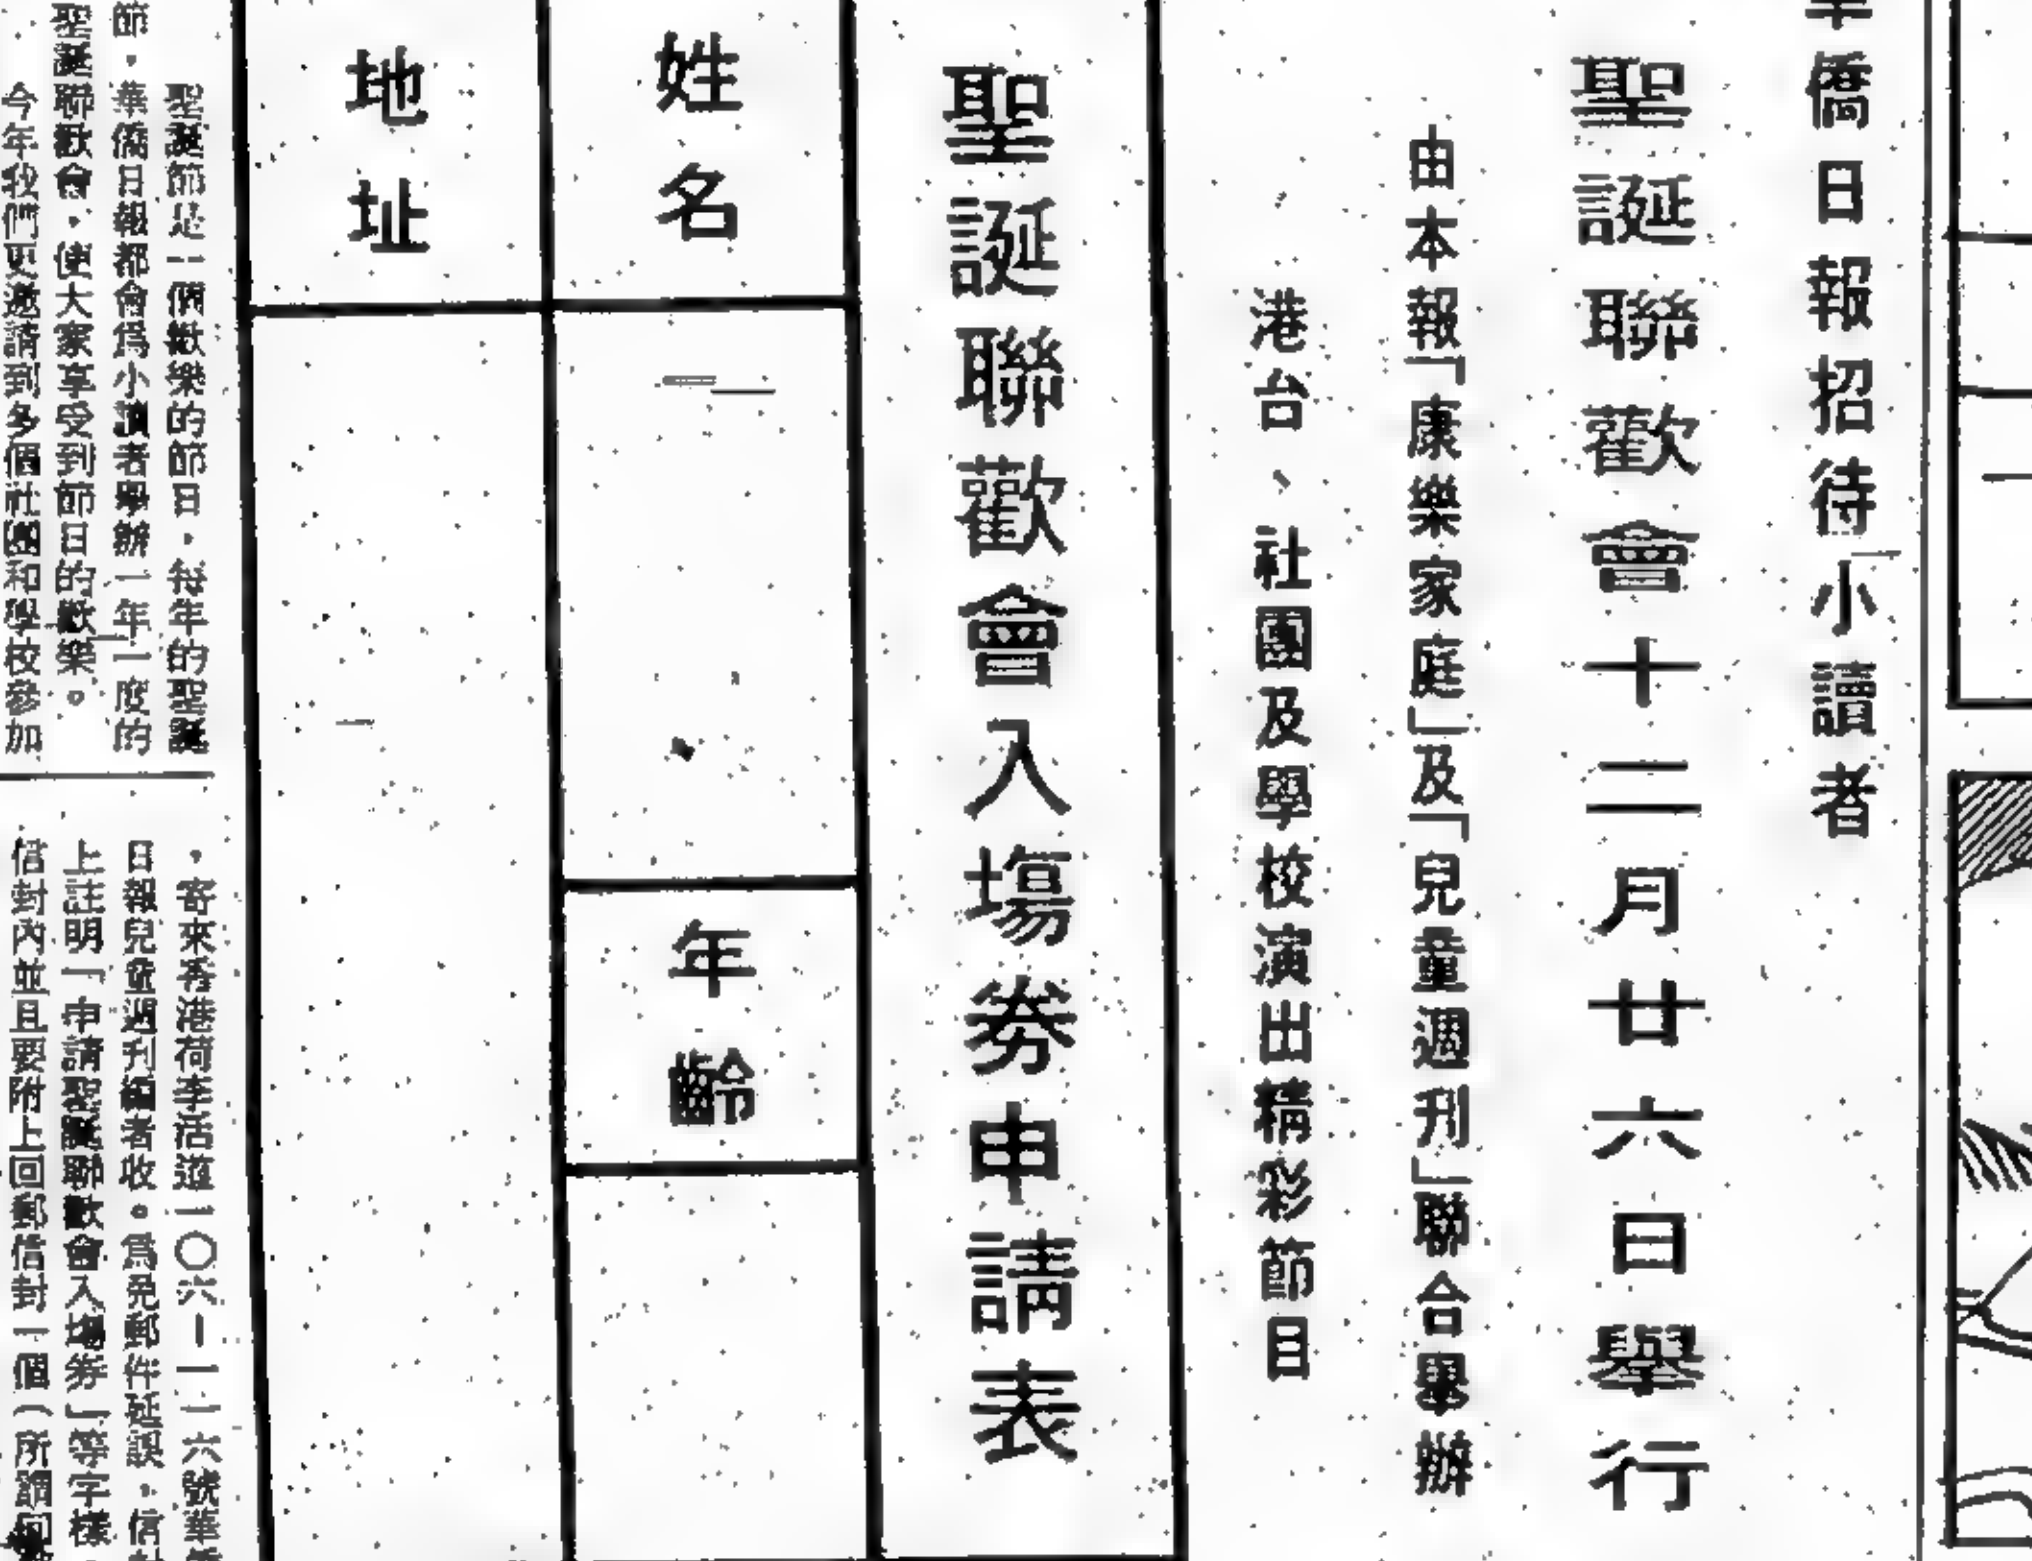 華僑日報招待小讀者
聖誕聯歡會十二月廿六日舉行
由本報「康樂家庭」及「兒童週刊」聯合舉辦
港台、社團及學校演出精彩節目
聖誕聯歡會入場券申請表
姓名
年齡
地址
聖誕節是一個歡樂的節日，每年的聖誕
節，華僑日報都會爲小讀者舉辦一年一度的
聖誕聯歡會，使大家享受到節日的歡樂。
今年我們更邀請到多個社團和學校參加
，寄來香港荷李活道一〇六—一一六號華僑
日報兒童週刊編者收。爲免郵件延誤，信封
上註明「申請聖誕聯歡會入場券」等字樣，
信封內並且要附上回郵信封一個（所謂回郵